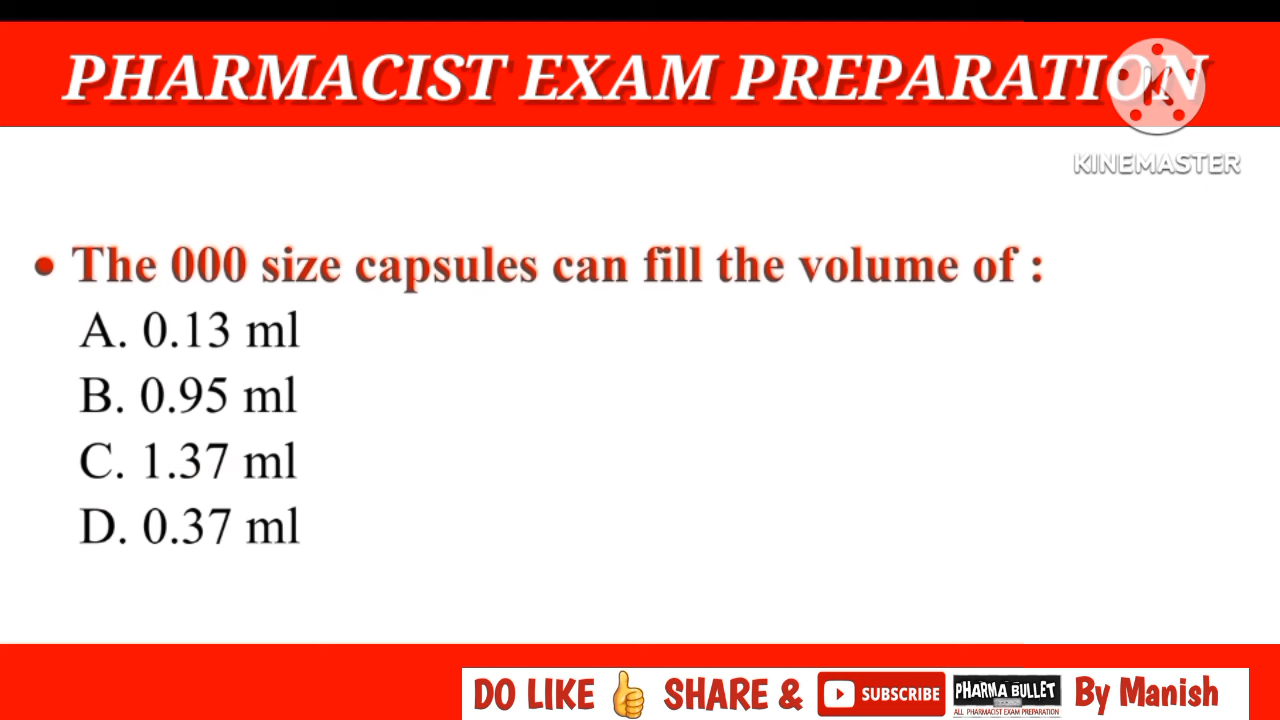 PHARMACIST EXAM PREPARATION
KINEMASTER
• The 000 size capsules can fill the volume of :
A. 0.13 ml
B. 0.95 ml
C. 1.37 ml
D. 0.37 ml
DO LIKE SHARE & SUBSCRIBE PHARMA BULLET By Manish
ALL PHARMACIST EXAM PREPARATION